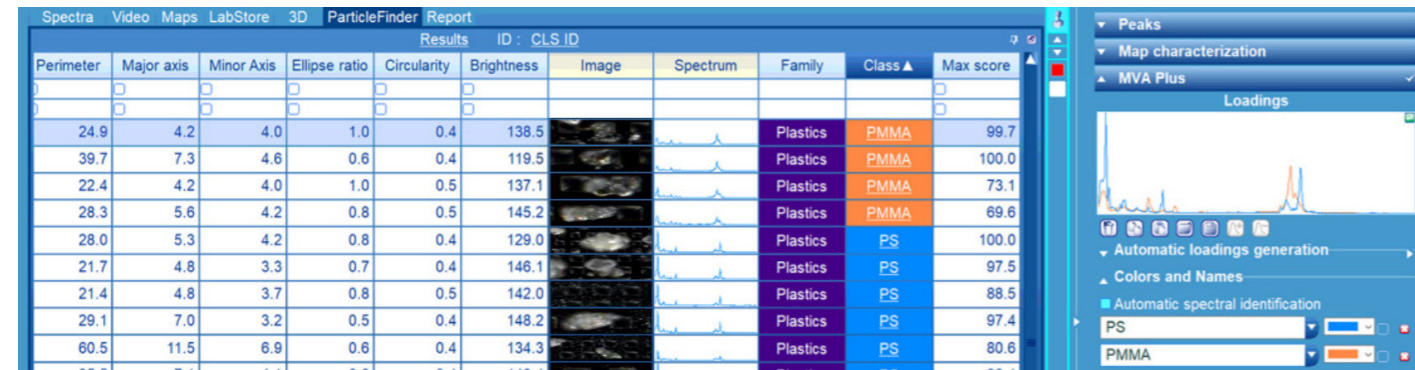 Spectra Video Maps LabStore 3D ParticleFinder Report
Results ID : CLS ID
Perimeter Major axis Minor Axis Ellipse ratio Circularity Brightness Image Spectrum Family Class▲ Max score
24.9 4.2 4.0 1.0 0.4 138.5 Plastics PMMA 99.7
39.7 7.3 4.6 0.6 0.4 119.5 Plastics PMMA 100.0
22.4 4.2 4.0 1.0 0.5 137.1 Plastics PMMA 73.1
28.3 5.6 4.2 0.8 0.5 145.2 Plastics PMMA 69.6
28.0 5.3 4.2 0.8 0.4 129.0 Plastics PS 100.0
21.7 4.8 3.3 0.7 0.4 146.1 Plastics PS 97.5
21.4 4.8 3.7 0.8 0.5 142.0 Plastics PS 88.5
29.1 7.0 3.2 0.5 0.4 148.2 Plastics PS 97.4
60.5 11.5 6.9 0.6 0.4 134.3 Plastics PS 80.6
Peaks
Map characterization
MVA Plus
Loadings
Automatic loadings generation
Colors and Names
Automatic spectral identification
PS
PMMA